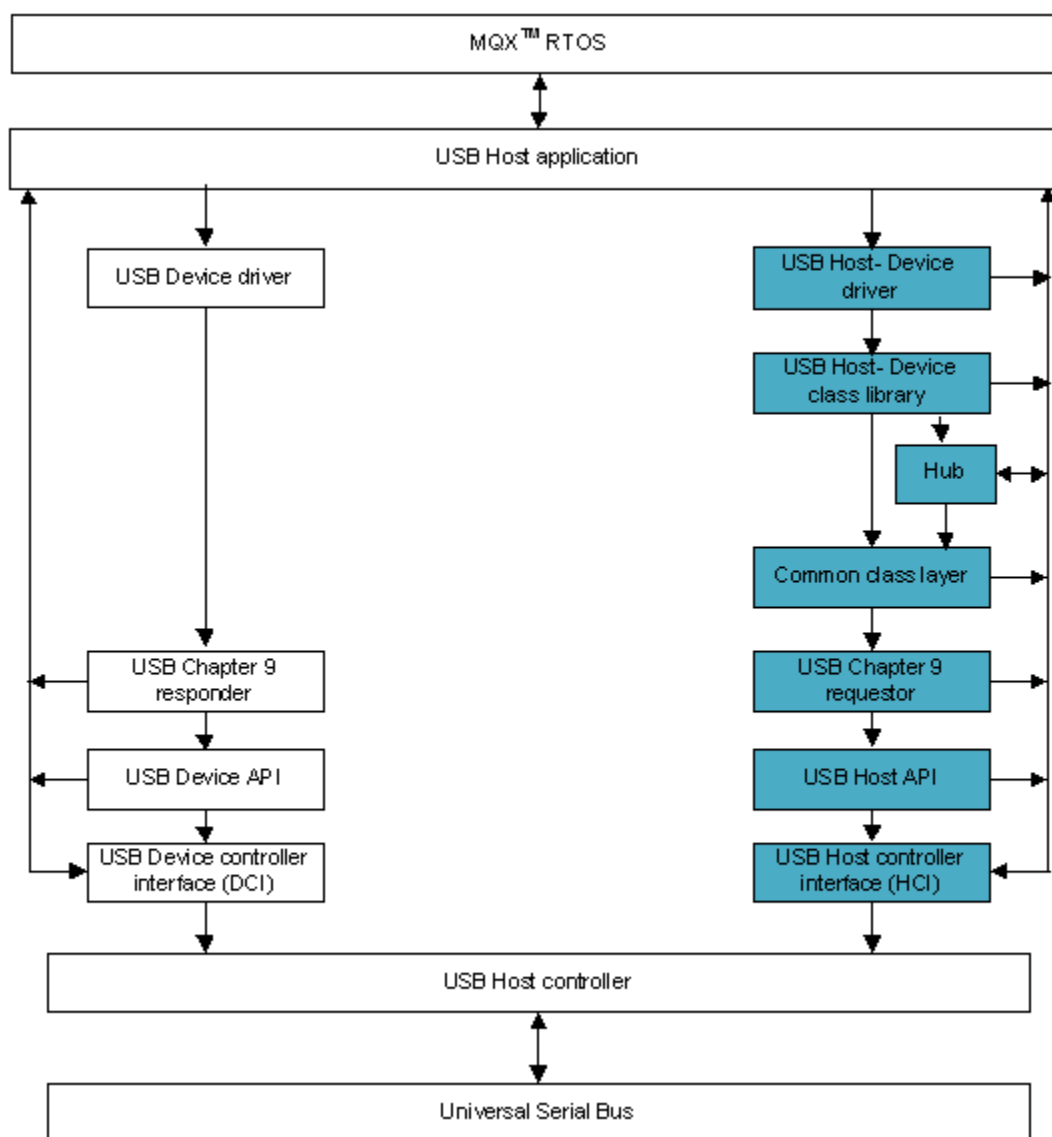 MQX™ RTOS
USB Host application
USB Device driver
USB Host- Device
driver
USB Host- Device
class library
Hub
Common class layer
USB Chapter 9
responder
USB Chapter 9
requestor
USB Device API
USB Host API
USB Device controller
interface (DCI)
USB Host controller
interface (HCI)
USB Host controller
Universal Serial Bus